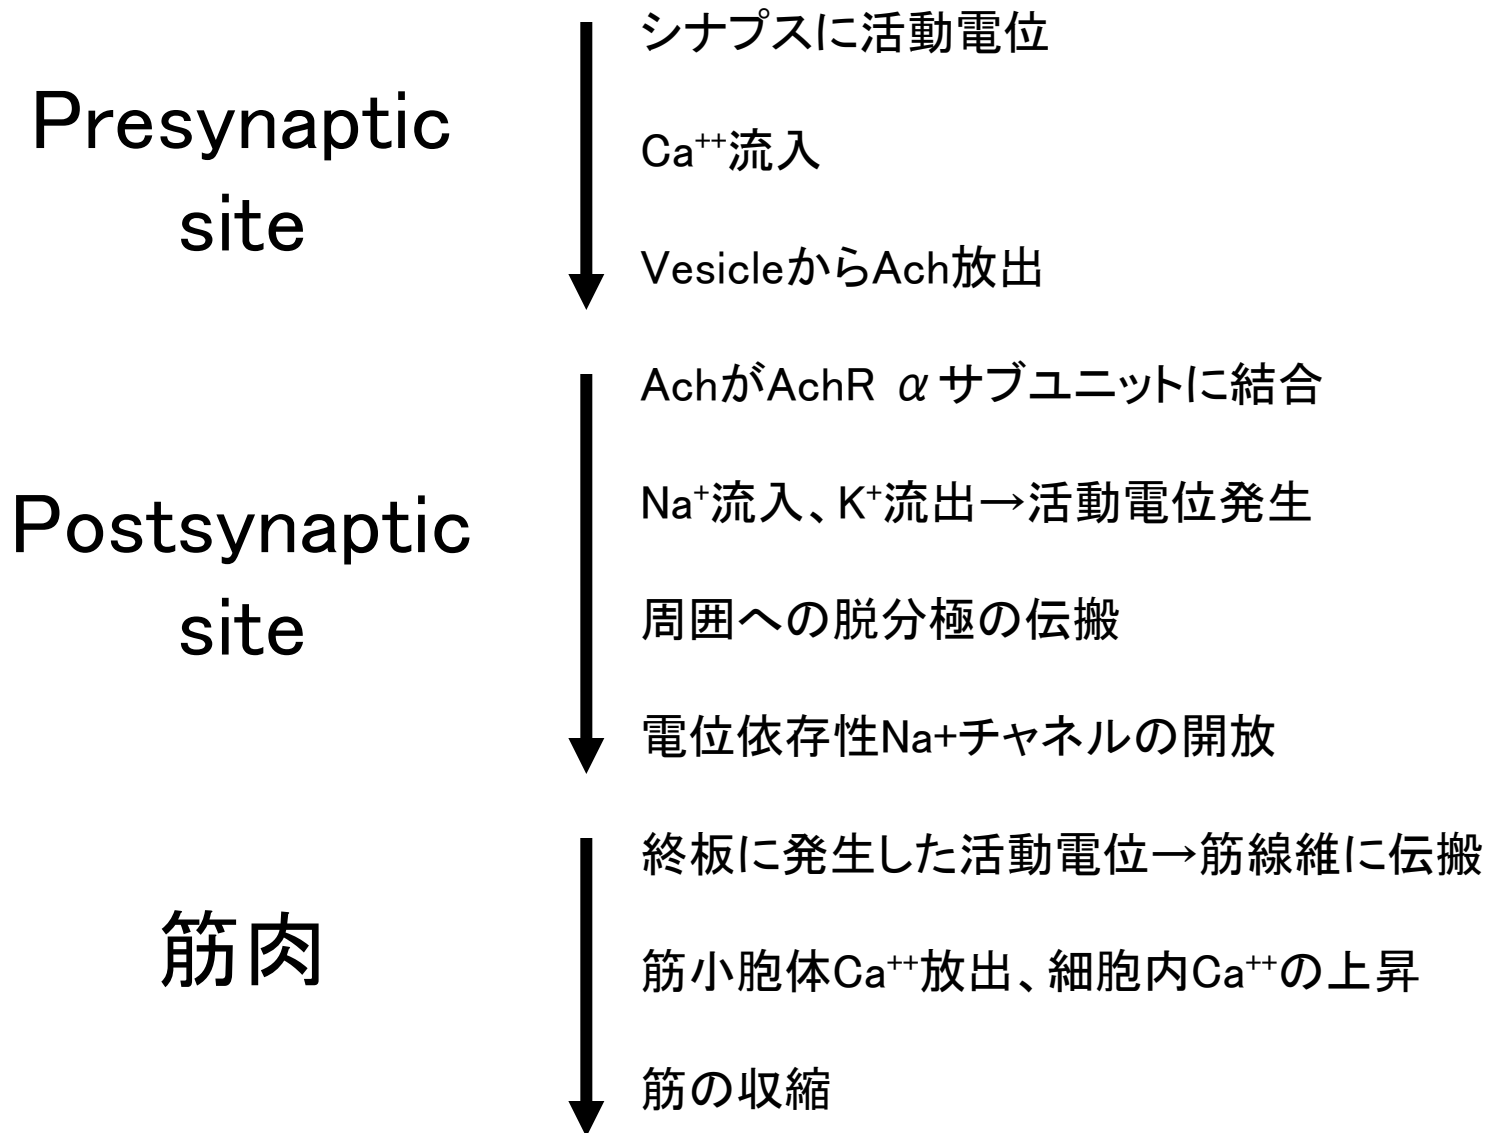 Presynaptic
site
シナプスに活動電位
Ca⁺⁺流入
VesicleからAch放出
Postsynaptic
site
AchがAchR αサブユニットに結合
Na⁺流入、K⁺流出→活動電位発生
周囲への脱分極の伝搬
電位依存性Na+チャネルの開放
筋肉
終板に発生した活動電位→筋線維に伝搬
筋小胞体Ca⁺⁺放出、細胞内Ca⁺⁺の上昇
筋の収縮